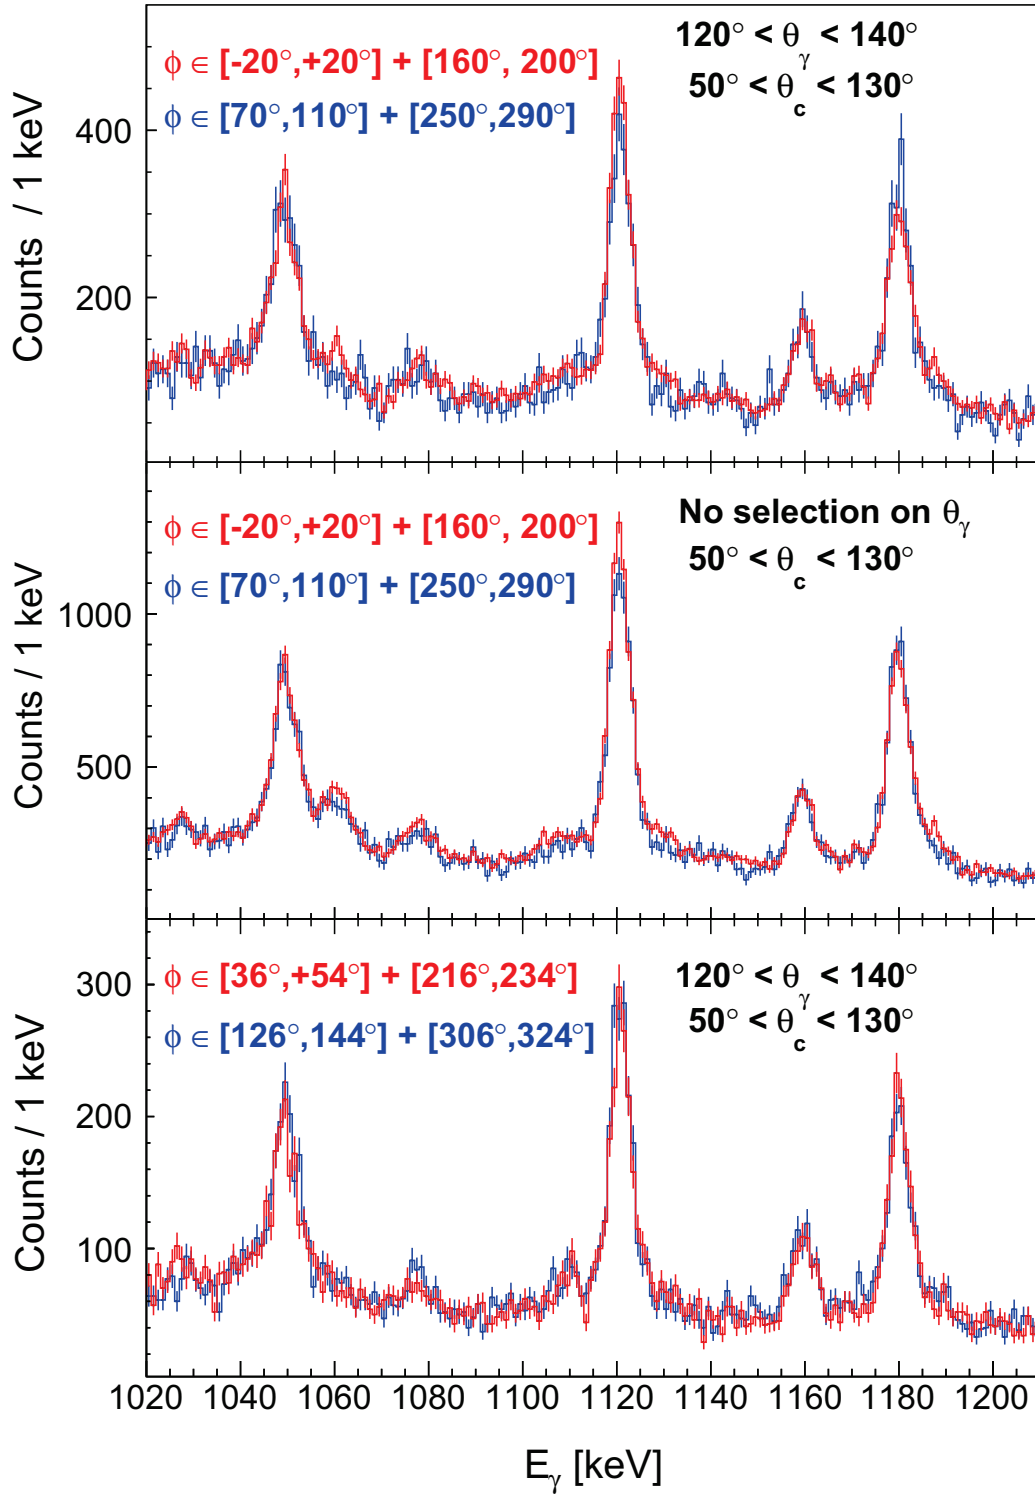 120° < θγ < 140°
ϕ ∈ [-20°,+20°] + [160°, 200°]
50° < θc < 130°
ϕ ∈ [70°,110°] + [250°,290°]
400
200
Counts / 1 keV
No selection on θγ
ϕ ∈ [-20°,+20°] + [160°, 200°]
50° < θc < 130°
ϕ ∈ [70°,110°] + [250°,290°]
1000
500
Counts / 1 keV
ϕ ∈ [36°,+54°] + [216°,234°]
120° < θγ < 140°
50° < θc < 130°
ϕ ∈ [126°,144°] + [306°,324°]
300
200
100
Counts / 1 keV
1020 1040 1060 1080 1100 1120 1140 1160 1180 1200
Eγ [keV]